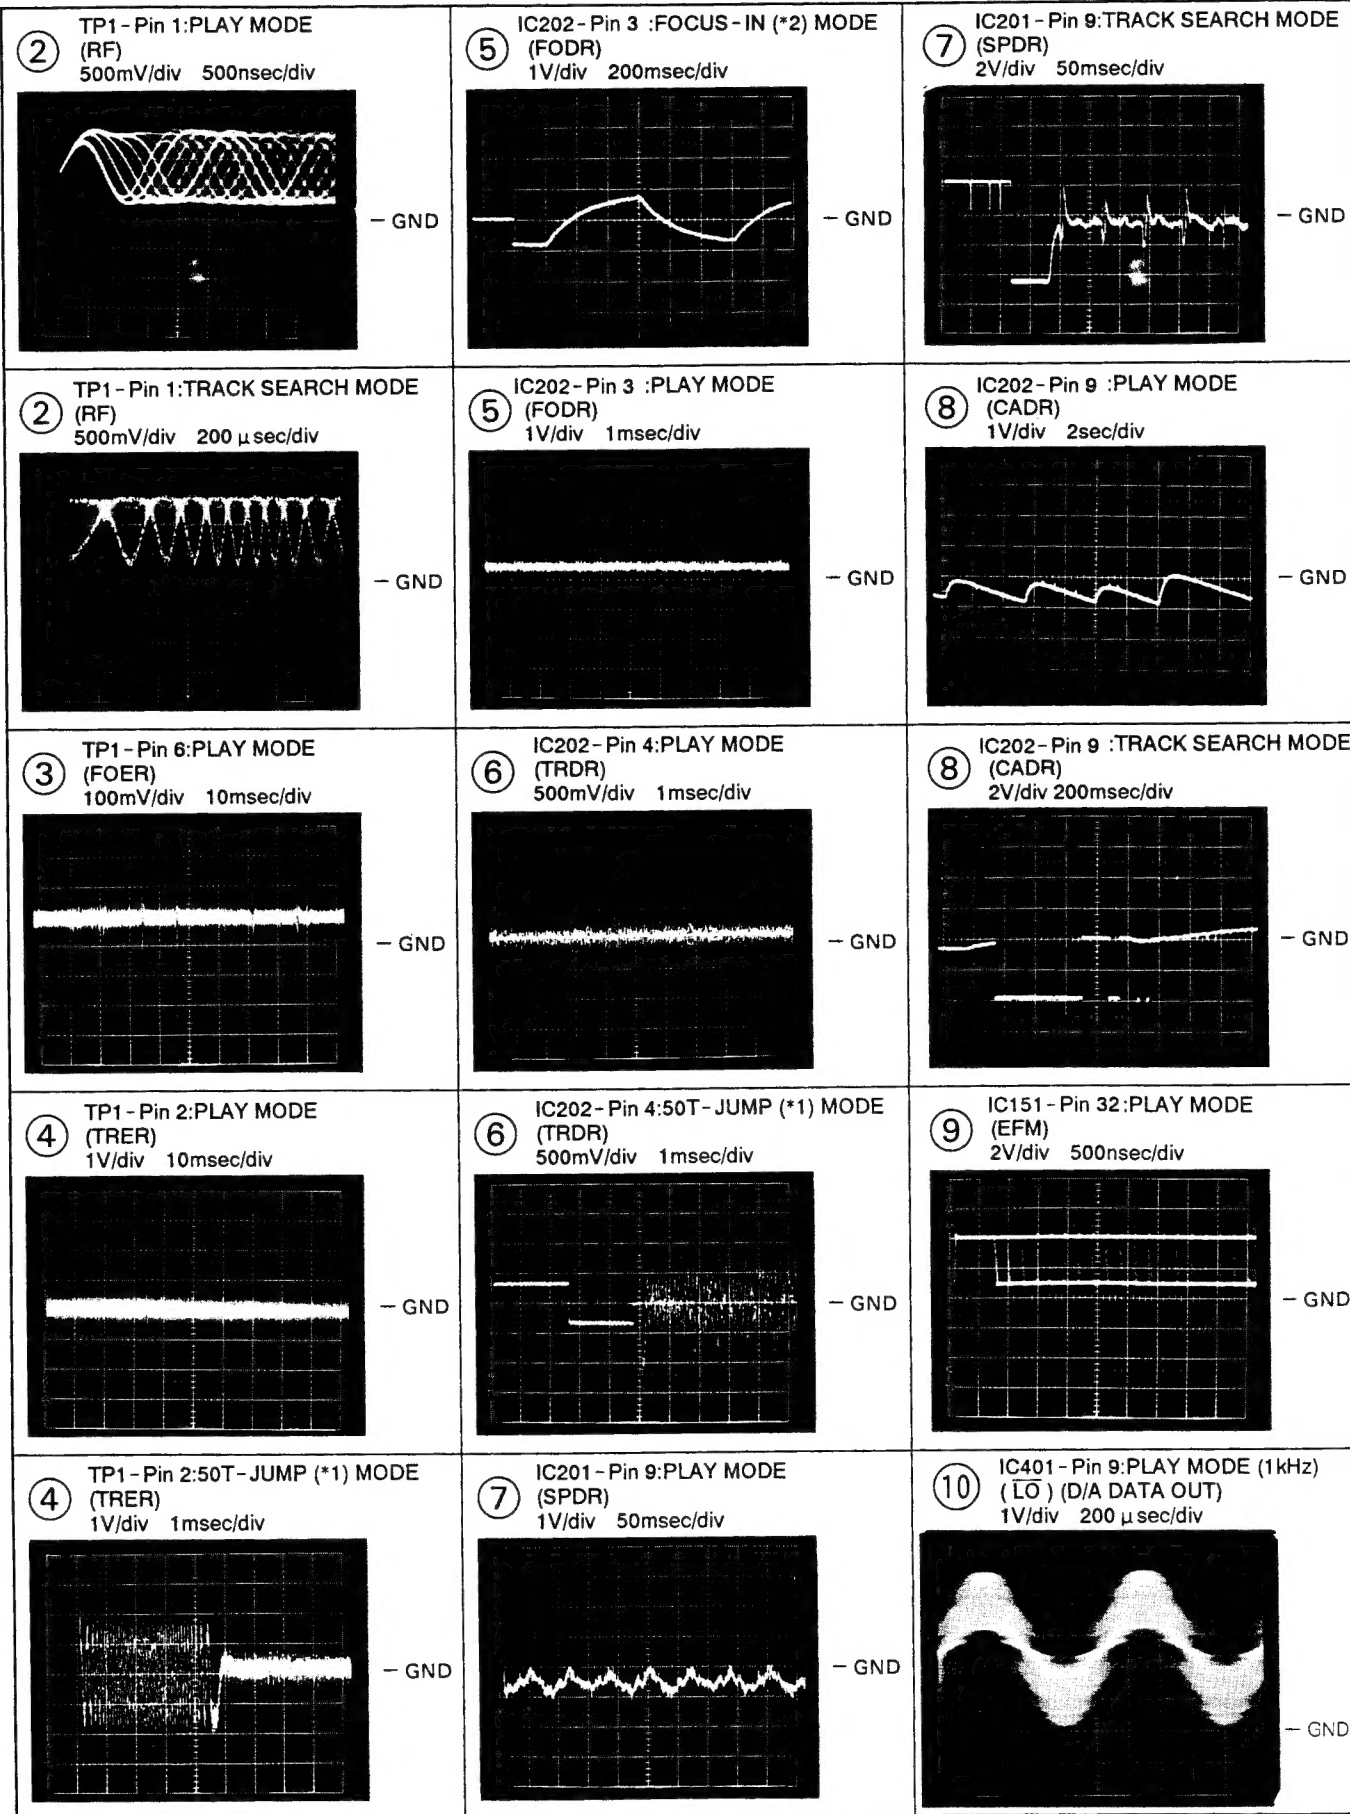 ② TP1-Pin 1:PLAY MODE
(RF)
500mV/div 500nsec/div
— GND
⑤ IC202-Pin 3 :FOCUS-IN (*2) MODE
(FODR)
1V/div 200msec/div
— GND
⑦ IC201-Pin 9:TRACK SEARCH MODE
(SPDR)
2V/div 50msec/div
— GND
② TP1-Pin 1:TRACK SEARCH MODE
(RF)
500mV/div 200 μsec/div
— GND
⑤ IC202-Pin 3 :PLAY MODE
(FODR)
1V/div 1msec/div
— GND
⑧ IC202-Pin 9 :PLAY MODE
(CADR)
1V/div 2sec/div
— GND
③ TP1-Pin 6:PLAY MODE
(FOER)
100mV/div 10msec/div
— GND
⑥ IC202-Pin 4:PLAY MODE
(TRDR)
500mV/div 1msec/div
— GND
⑧ IC202-Pin 9 :TRACK SEARCH MODE
(CADR)
2V/div 200msec/div
— GND
④ TP1-Pin 2:PLAY MODE
(TRER)
1V/div 10msec/div
— GND
⑥ IC202-Pin 4:50T-JUMP (*1) MODE
(TRDR)
500mV/div 1msec/div
— GND
⑨ IC151-Pin 32:PLAY MODE
(EFM)
2V/div 500nsec/div
— GND
④ TP1-Pin 2:50T-JUMP (*1) MODE
(TRER)
1V/div 1msec/div
— GND
⑦ IC201-Pin 9:PLAY MODE
(SPDR)
1V/div 50msec/div
— GND
⑩ IC401-Pin 9:PLAY MODE (1kHz)
( L̅O̅ ) (D/A DATA OUT)
1V/div 200 μsec/div
— GND